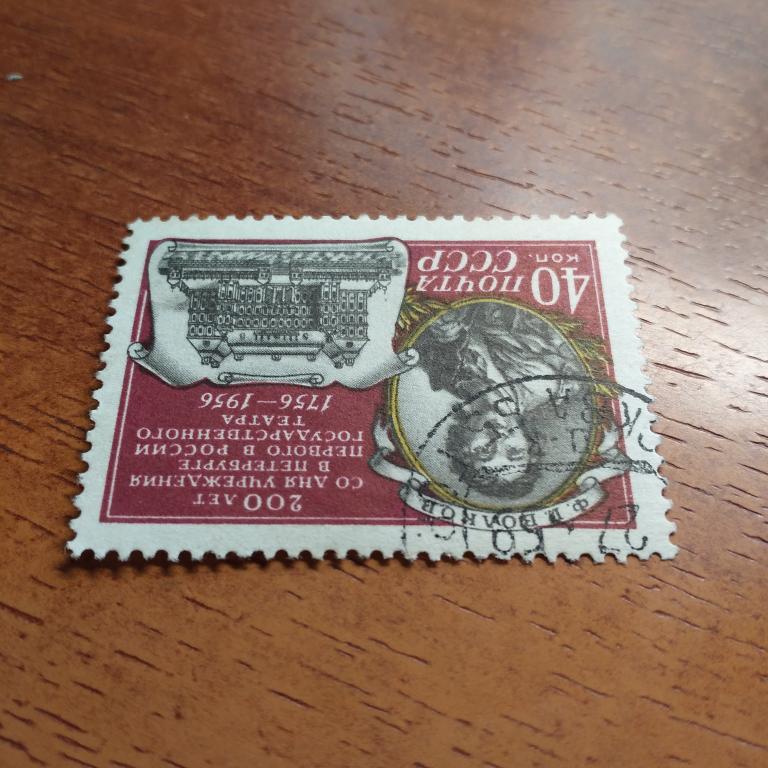 200 ЛЕТ
СО ДНЯ УЧРЕЖДЕНИЯ
В ПЕТЕРБУРГЕ
ПЕРВОГО В РОССИИ
ГОСУДАРСТВЕННОГО
ТЕАТРА
1756—1956
Ф. Г. ВОЛКОВ
40 ПОЧТА
КОП. СССР